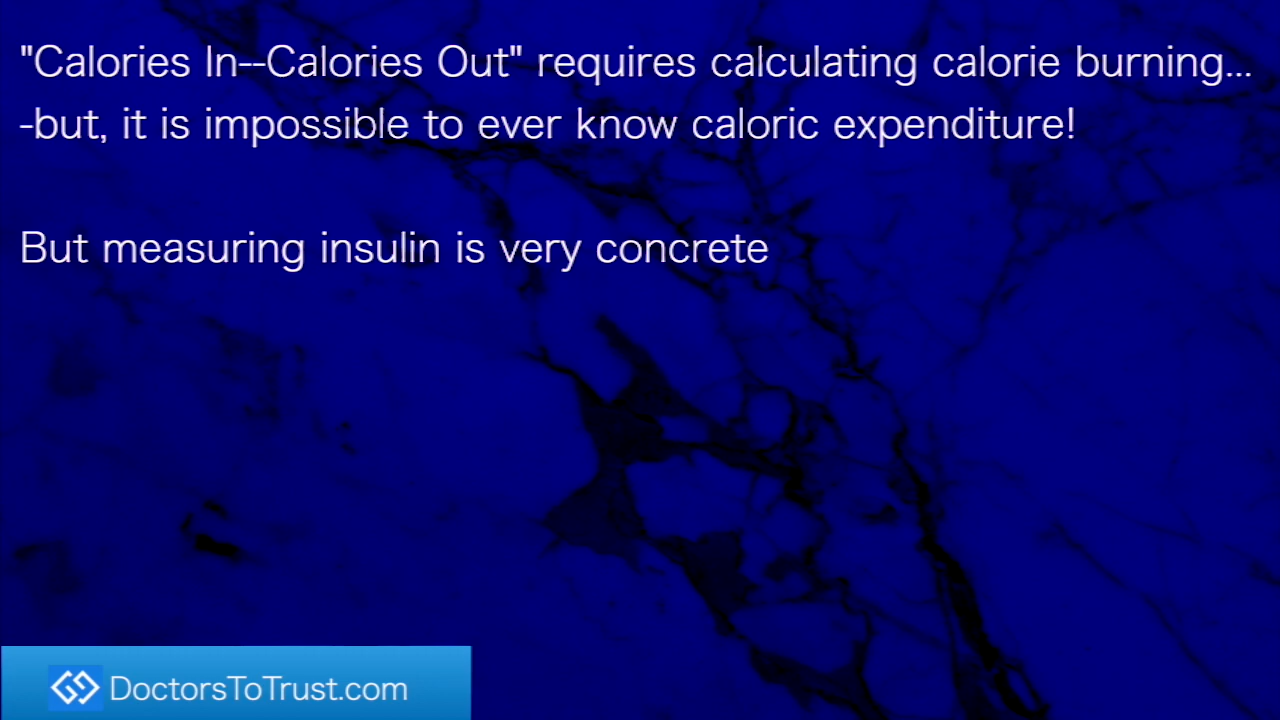 "Calories In--Calories Out" requires calculating calorie burning...
-but, it is impossible to ever know caloric expenditure!
But measuring insulin is very concrete
DoctorsToTrust.com